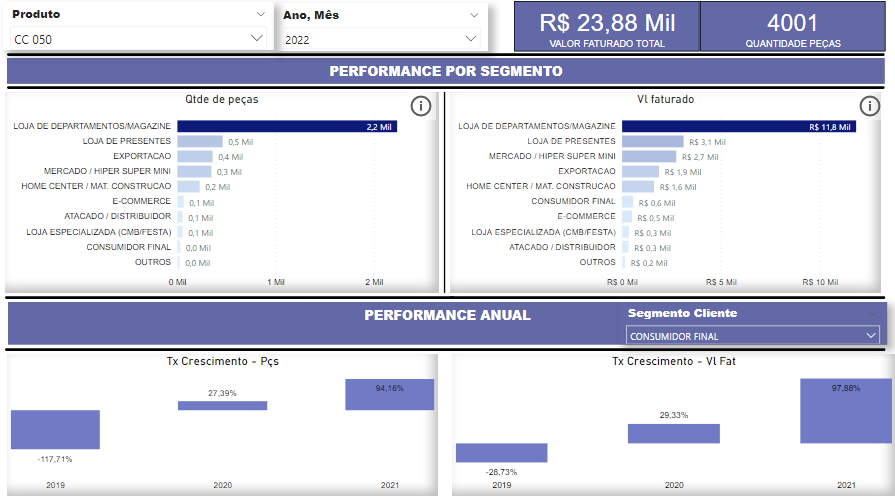 Produto
CC 050
Ano, Mês
2022
R$ 23,88 Mil
VALOR FATURADO TOTAL
4001
QUANTIDADE PEÇAS
PERFORMANCE POR SEGMENTO
Qtde de peças
LOJA DE DEPARTAMENTOS/MAGAZINE 2,2 Mil
LOJA DE PRESENTES 0,5 Mil
EXPORTACAO 0,4 Mil
MERCADO / HIPER SUPER MINI 0,3 Mil
HOME CENTER / MAT. CONSTRUCAO 0,2 Mil
E-COMMERCE 0,1 Mil
ATACADO / DISTRIBUIDOR 0,1 Mil
LOJA ESPECIALIZADA (CMB/FESTA) 0,1 Mil
CONSUMIDOR FINAL 0,0 Mil
OUTROS 0,0 Mil
0 Mil 1 Mil 2 Mil
Vl faturado
LOJA DE DEPARTAMENTOS/MAGAZINE R$ 11,8 Mil
LOJA DE PRESENTES R$ 3,1 Mil
MERCADO / HIPER SUPER MINI R$ 2,7 Mil
EXPORTACAO R$ 1,9 Mil
HOME CENTER / MAT. CONSTRUCAO R$ 1,6 Mil
CONSUMIDOR FINAL R$ 0,6 Mil
E-COMMERCE R$ 0,5 Mil
LOJA ESPECIALIZADA (CMB/FESTA) R$ 0,3 Mil
ATACADO / DISTRIBUIDOR R$ 0,3 Mil
OUTROS R$ 0,2 Mil
R$ 0 Mil R$ 5 Mil R$ 10 Mil
PERFORMANCE ANUAL
Segmento Cliente
CONSUMIDOR FINAL
Tx Crescimento - Pçs
94,16%
27,39%
-117,71%
2019 2020 2021
Tx Crescimento - Vl Fat
97,88%
29,33%
-28,73%
2019 2020 2021